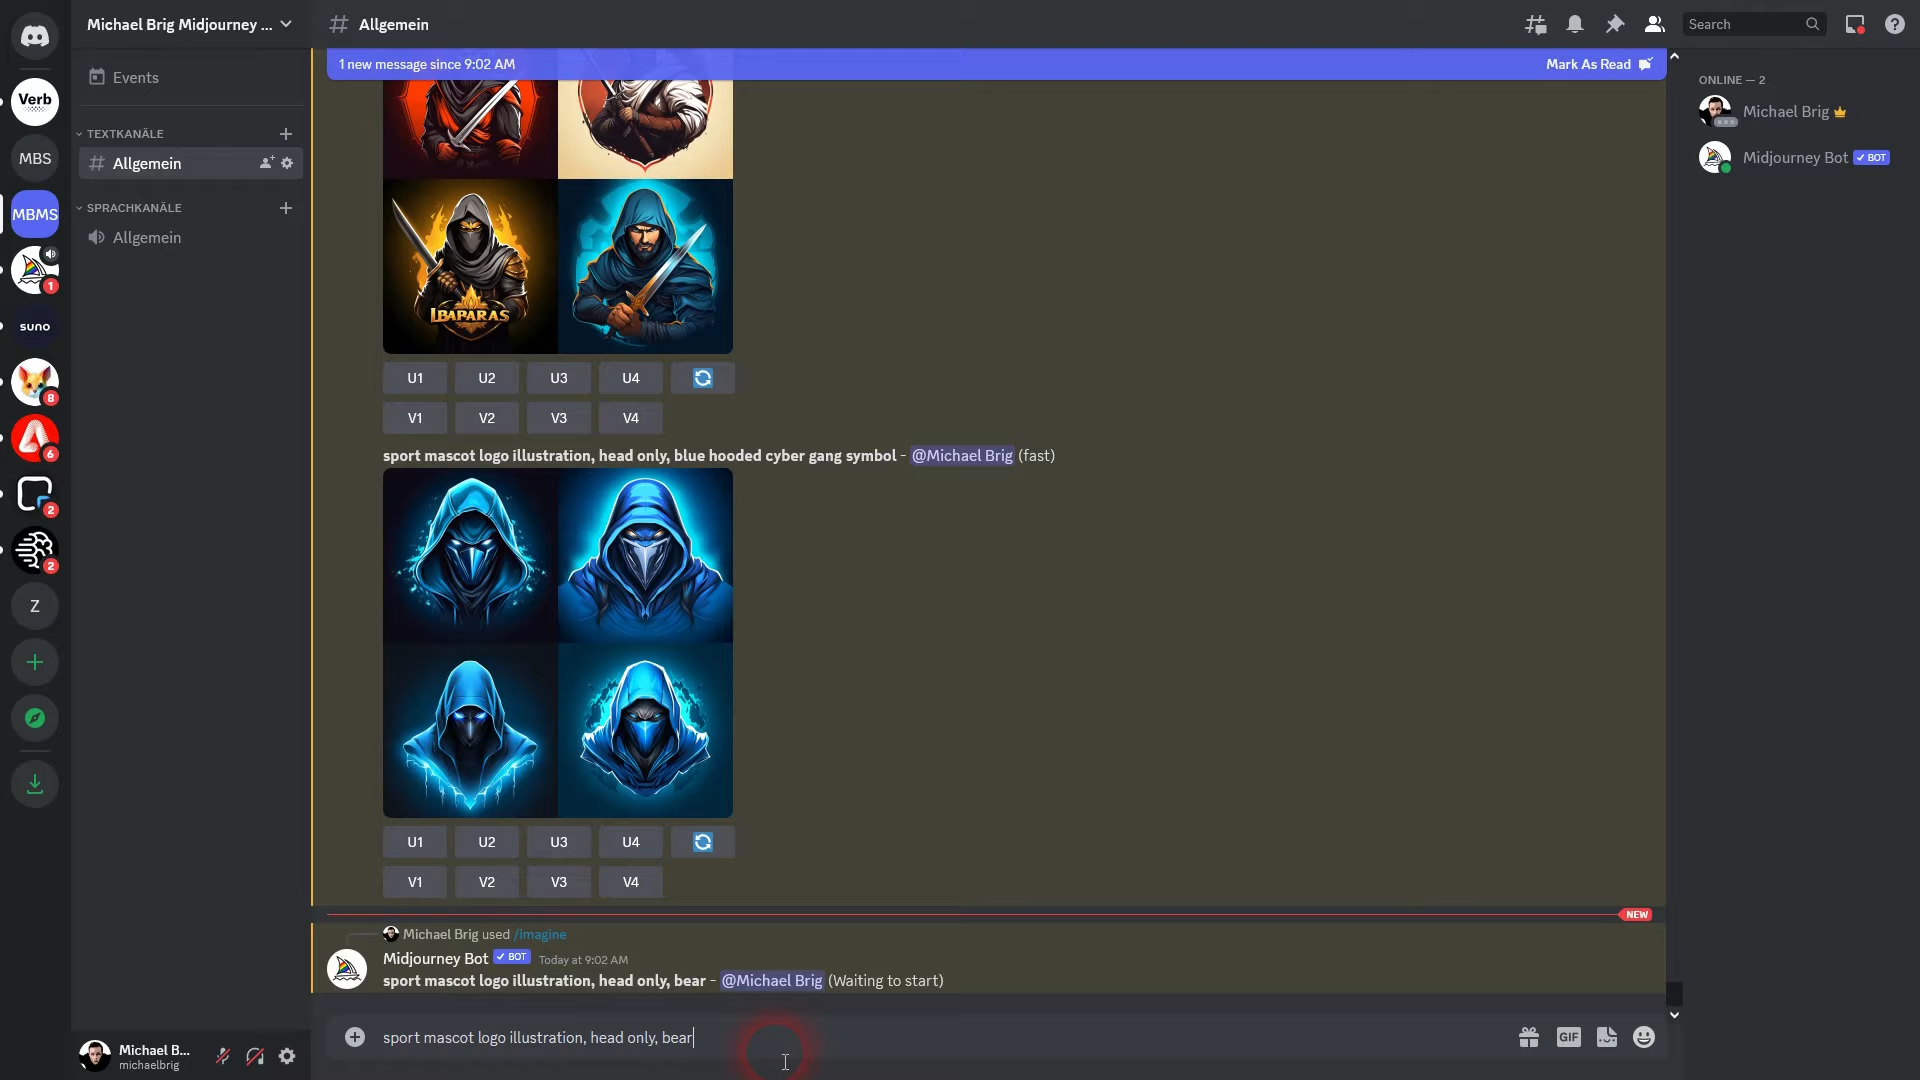 Michael Brig Midjourney ...
Allgemein
Search
Verb
MBS
MBMS
1
suno
8
6
2
2
Z
Events
TEXTKANÄLE
Allgemein
SPRACHKANÄLE
Allgemein
Michael B...
michaelbrig
1 new message since 9:02 AM
Mark As Read
LBAPARAS
U1 U2 U3 U4
V1 V2 V3 V4
sport mascot logo illustration, head only, blue hooded cyber gang symbol - @Michael Brig (fast)
U1 U2 U3 U4
V1 V2 V3 V4
NEW
Michael Brig used /imagine
Midjourney Bot BOT Today at 9:02 AM
sport mascot logo illustration, head only, bear - @Michael Brig (Waiting to start)
sport mascot logo illustration, head only, bear
GIF
ONLINE — 2
Michael Brig
Midjourney Bot BOT